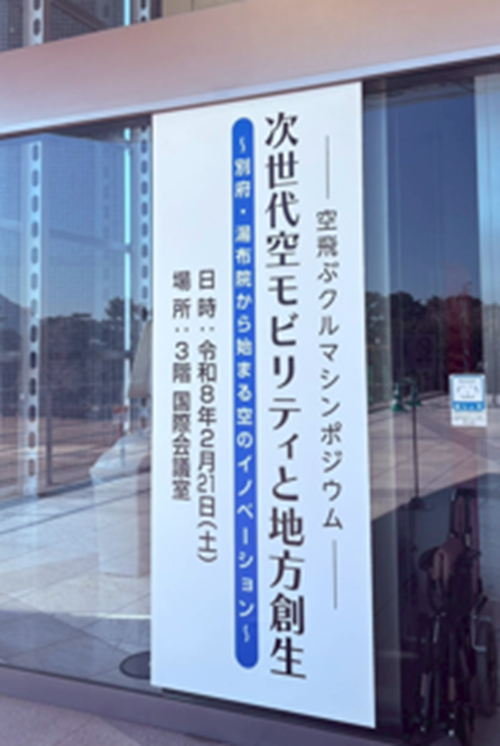 空飛ぶクルマシンポジウム
次世代空モビリティと地方創生
～別府・湯布院から始まる空のイノベーション～
日時：令和8年2月21日(土)
場所：3階 国際会議室